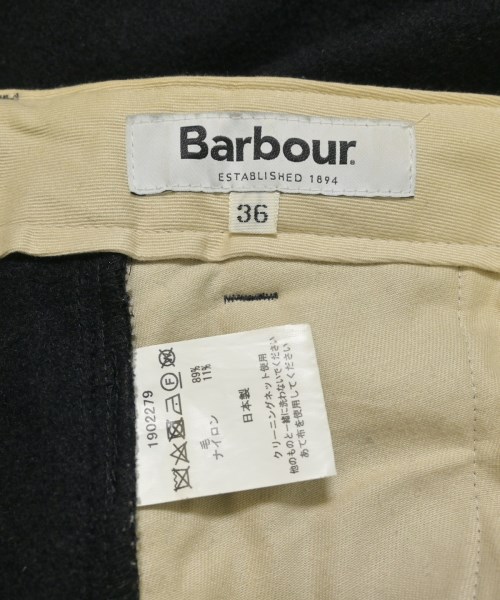 Barbour.
ESTABLISHED 1894
36
1902279
毛 89%
ナイロン 11%
日本製
クリーニングネット使用
他のものと一緒に洗わないでください
あて布を使用してください